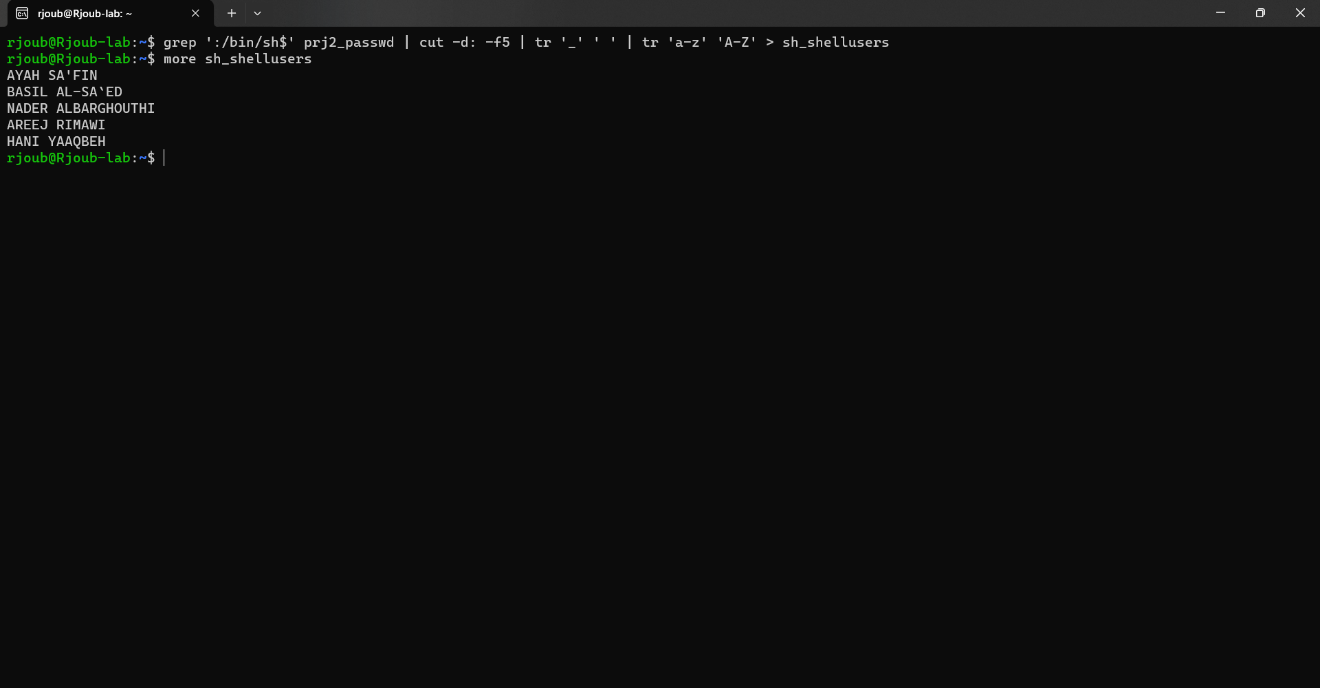 rjoub@Rjoub-lab: ~
rjoub@Rjoub-lab:~$ grep ':/bin/sh$' prj2_passwd | cut -d: -f5 | tr '_' ' ' | tr 'a-z' 'A-Z' > sh_shellusers
rjoub@Rjoub-lab:~$ more sh_shellusers
AYAH SA'FIN
BASIL AL-SA`ED
NADER ALBARGHOUTHI
AREEJ RIMAWI
HANI YAAQBEH
rjoub@Rjoub-lab:~$